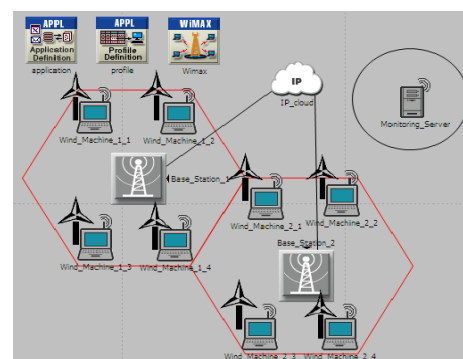 APPL
Application
Definition
application
APPL
Profile
Definition
profile
WiMAX
Wimax
IP
IP_cloud
Monitoring_Server
Wind_Machine_1_1
Wind_Machine_1_2
Base_Station_1
Wind_Machine_2_1
Wind_Machine_2_2
Wind_Machine_1_3
Wind_Machine_1_4
Base_Station_2
Wind_Machine_2_3
Wind_Machine_2_4